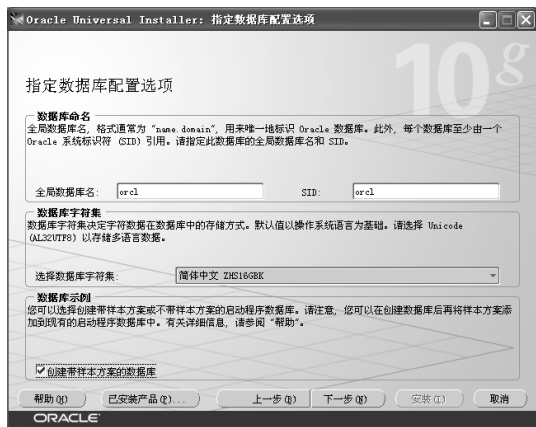 Oracle Universal Installer: 指定数据库配置选项
10g
指定数据库配置选项
数据库命名
全局数据库名, 格式通常为 "name.domain", 用来唯一地标识 Oracle 数据库。此外, 每个数据库至少由一个
Oracle 系统标识符 (SID) 引用。请指定此数据库的全局数据库名和 SID。
全局数据库名: orcl SID: orcl
数据库字符集
数据库字符集决定字符数据在数据库中的存储方式。默认值以操作系统语言为基础。请选择 Unicode
(AL32UTF8) 以存储多语言数据。
选择数据库字符集: 简体中文 ZHS16GBK
数据库示例
您可以选择创建带样本方案或不带样本方案的启动程序数据库。请注意, 您可以在创建数据库后再将样本方案添
加到现有的启动程序数据库中。有关详细信息, 请参阅 "帮助"。
创建带样本方案的数据库
帮助(H) 已安装产品(P)... 上一步(B) 下一步(N) 安装(I) 取消
ORACLE